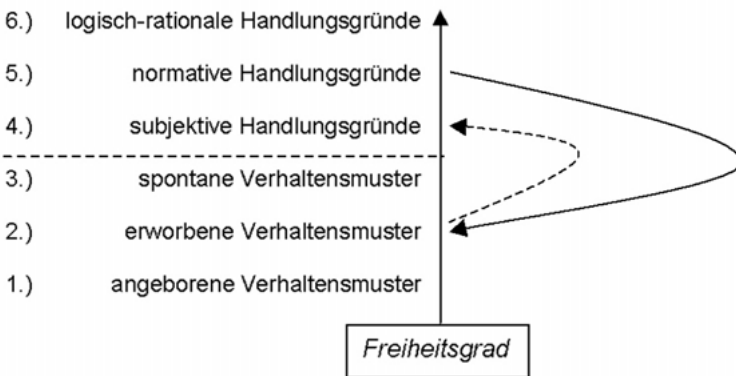 6.) logisch-rationale Handlungsgründe
5.) normative Handlungsgründe
4.) subjektive Handlungsgründe
3.) spontane Verhaltensmuster
2.) erworbene Verhaltensmuster
1.) angeborene Verhaltensmuster
Freiheitsgrad